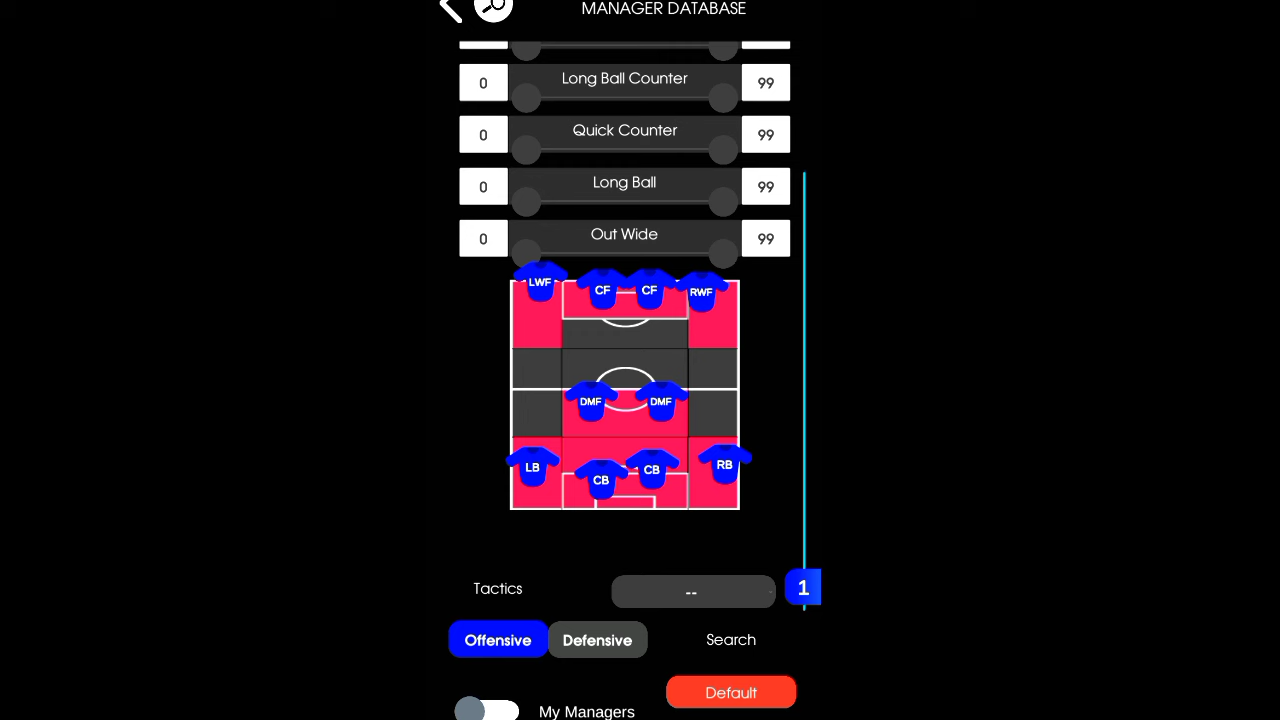 MANAGER DATABASE
0 Long Ball Counter 99
0 Quick Counter 99
0 Long Ball 99
0 Out Wide 99
LWF CF CF RWF
DMF DMF
LB CB CB RB
Tactics -- 1
Offensive Defensive Search
Default
My Managers